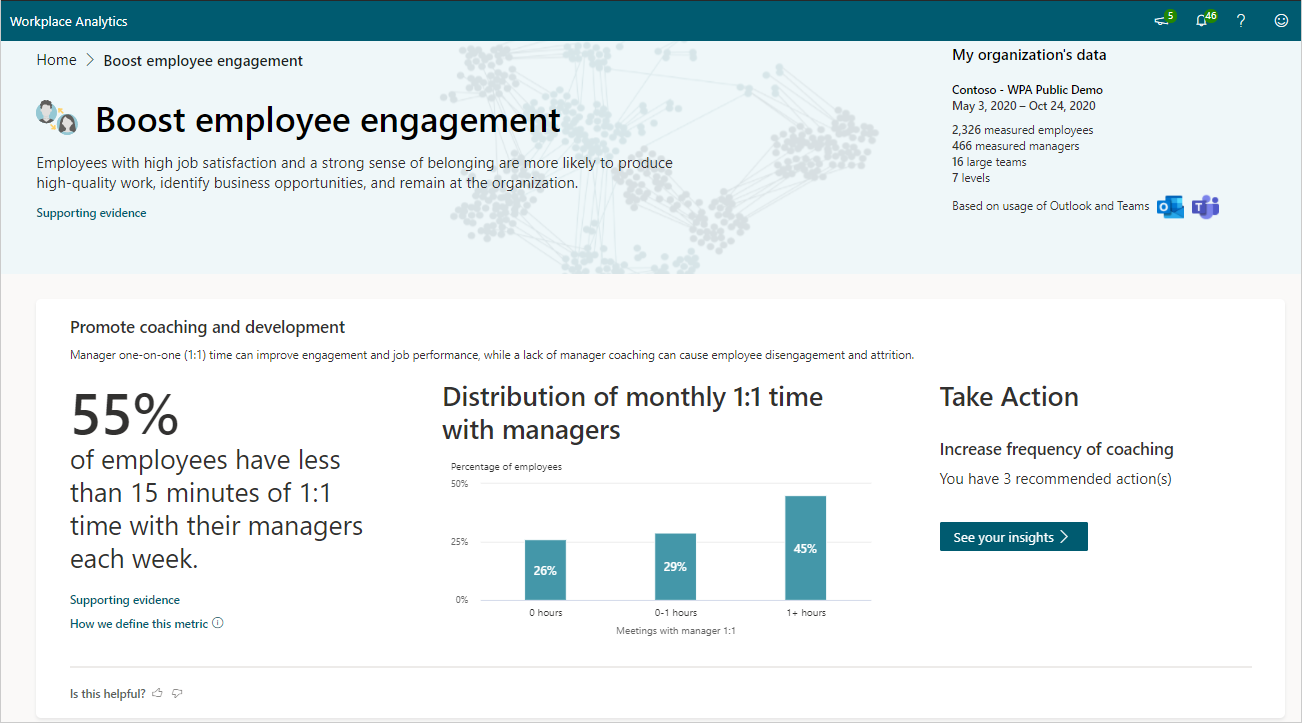 Workplace Analytics
5
46
?
Home > Boost employee engagement
Boost employee engagement
Employees with high job satisfaction and a strong sense of belonging are more likely to produce
high-quality work, identify business opportunities, and remain at the organization.
Supporting evidence
My organization's data
Contoso - WPA Public Demo
May 3, 2020 – Oct 24, 2020
2,326 measured employees
466 measured managers
16 large teams
7 levels
Based on usage of Outlook and Teams
Promote coaching and development
Manager one-on-one (1:1) time can improve engagement and job performance, while a lack of manager coaching can cause employee disengagement and attrition.
55%
of employees have less
than 15 minutes of 1:1
time with their managers
each week.
Supporting evidence
How we define this metric
Distribution of monthly 1:1 time
with managers
Percentage of employees
50%
25%
0%
26%
29%
45%
0 hours
0-1 hours
1+ hours
Meetings with manager 1:1
Take Action
Increase frequency of coaching
You have 3 recommended action(s)
See your insights >
Is this helpful?